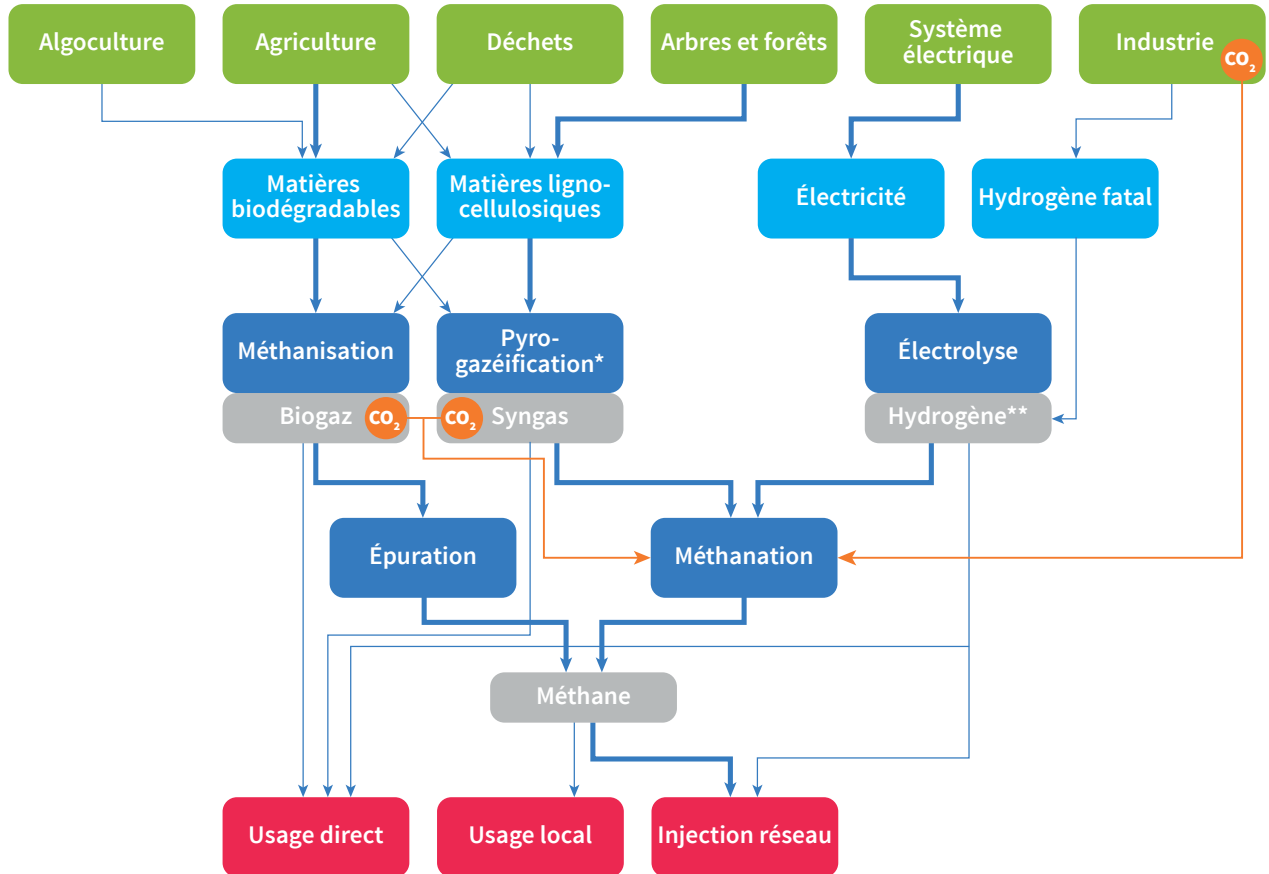 Algoculture
Agriculture
Déchets
Arbres et forêts
Système
électrique
Industrie
CO₂
Matières
biodégradables
Matières ligno-
cellulosiques
Électricité
Hydrogène fatal
Méthanisation
Pyro-
gazéification*
Électrolyse
Biogaz
CO₂
CO₂
Syngas
Hydrogène**
Épuration
Méthanation
Méthane
Usage direct
Usage local
Injection réseau